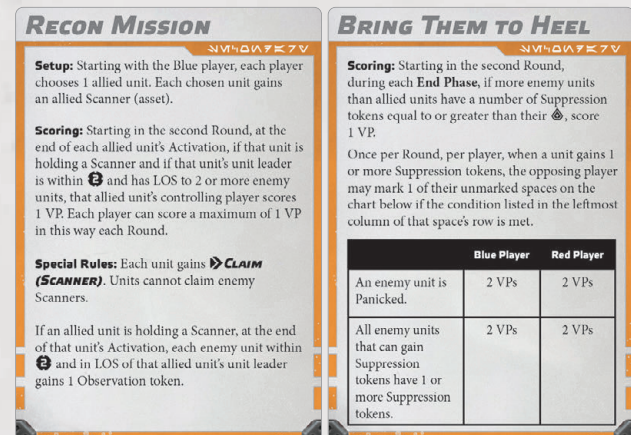 RECON MISSION
Setup: Starting with the Blue player, each player
chooses 1 allied unit. Each chosen unit gains
an allied Scanner (asset).
Scoring: Starting in the second Round, at the
end of each allied unit's Activation, if that unit is
holding a Scanner and if that unit's unit leader
is within 2 and has LOS to 2 or more enemy
units, that allied unit's controlling player scores
1 VP. Each player can score a maximum of 1 VP
in this way each Round.
Special Rules: Each unit gains CLAIM
(SCANNER). Units cannot claim enemy
Scanners.
If an allied unit is holding a Scanner, at the end
of that unit's Activation, each enemy unit within
2 and in LOS of that allied unit's unit leader
gains 1 Observation token.
BRING THEM TO HEEL
Scoring: Starting in the second Round,
during each End Phase, if more enemy units
than allied units have a number of Suppression
tokens equal to or greater than their , score
1 VP.
Once per Round, per player, when a unit gains 1
or more Suppression tokens, the opposing player
may mark 1 of their unmarked spaces on the
chart below if the condition listed in the leftmost
column of that space's row is met.
Blue Player Red Player
An enemy unit is 2 VPs 2 VPs
Panicked.
All enemy units 2 VPs 2 VPs
that can gain
Suppression
tokens have 1 or
more Suppression
tokens.